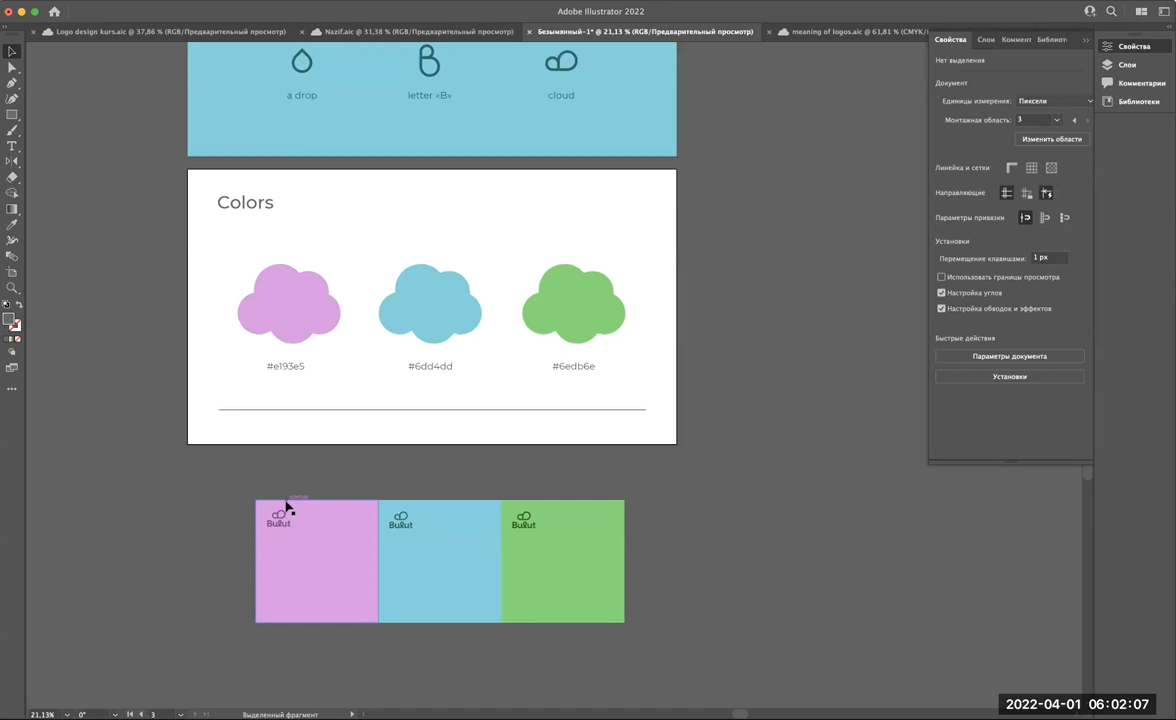 Adobe Illustrator 2022
Logo design kurs.aic @ 37,86 % (RGB/Предварительный просмотр)
Nazif.aic @ 31,38 % (RGB/Предварительный просмотр)
Безымянный-1* @ 21,13 % (RGB/Предварительный просмотр)
meaning of logos.aic @ 61,81 % (CMYK/
Свойства
Слои
Коммент
Библиот
Нет выделения
Документ
Единицы измерения:
Пиксели
Монтажная область:
3
Изменить области
Линейка и сетки
Направляющие
Параметры привязки
Установки
Перемещение клавишами:
1 px
Использовать границы просмотра
Настройка углов
Настройка обводок и эффектов
Быстрые действия
Параметры документа
Установки
Свойства
Слои
Комментарии
Библиотеки
a drop
letter «B»
cloud
Colors
#e193e5
#6dd4dd
#6edb6e
Bulut
Bulut
Bulut
21,13%
0°
3
Выделенный фрагмент
2022-04-01 06:02:07